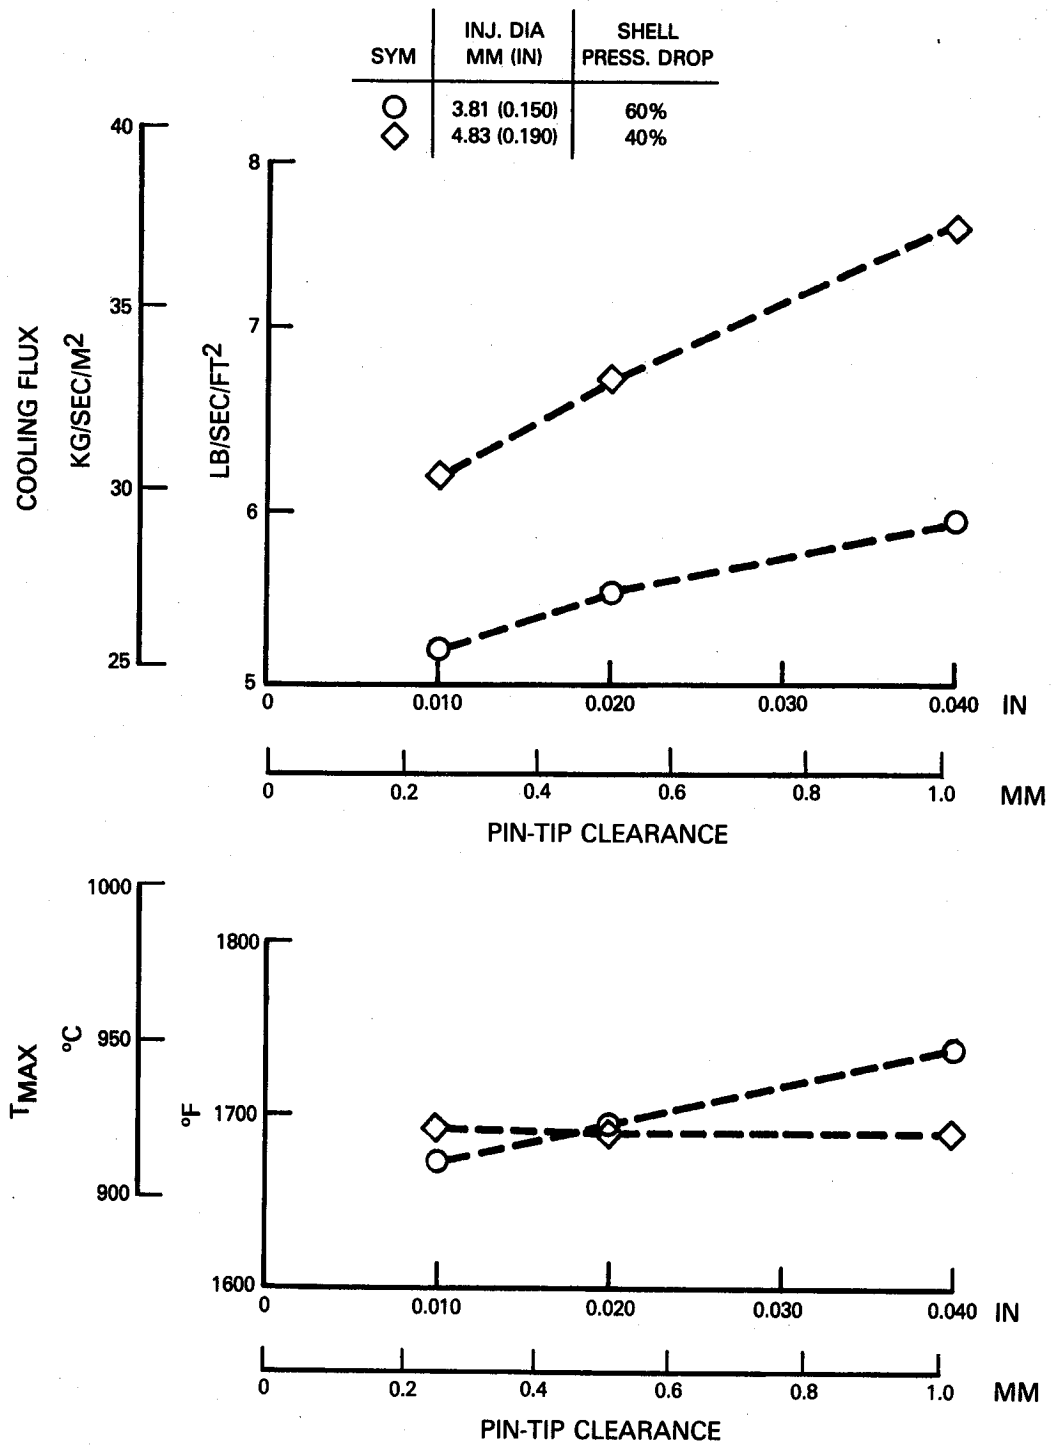 SYM INJ. DIA MM (IN) SHELL PRESS. DROP
3.81 (0.150) 60%
4.83 (0.190) 40%
COOLING FLUX
KG/SEC/M2
40
35
30
25
LB/SEC/FT2
8
7
6
5
0 0.010 0.020 0.030 0.040 IN
0 0.2 0.4 0.6 0.8 1.0 MM
PIN-TIP CLEARANCE
TMAX
°C
1000
950
900
°F
1800
1700
1600
0 0.010 0.020 0.030 0.040 IN
0 0.2 0.4 0.6 0.8 1.0 MM
PIN-TIP CLEARANCE